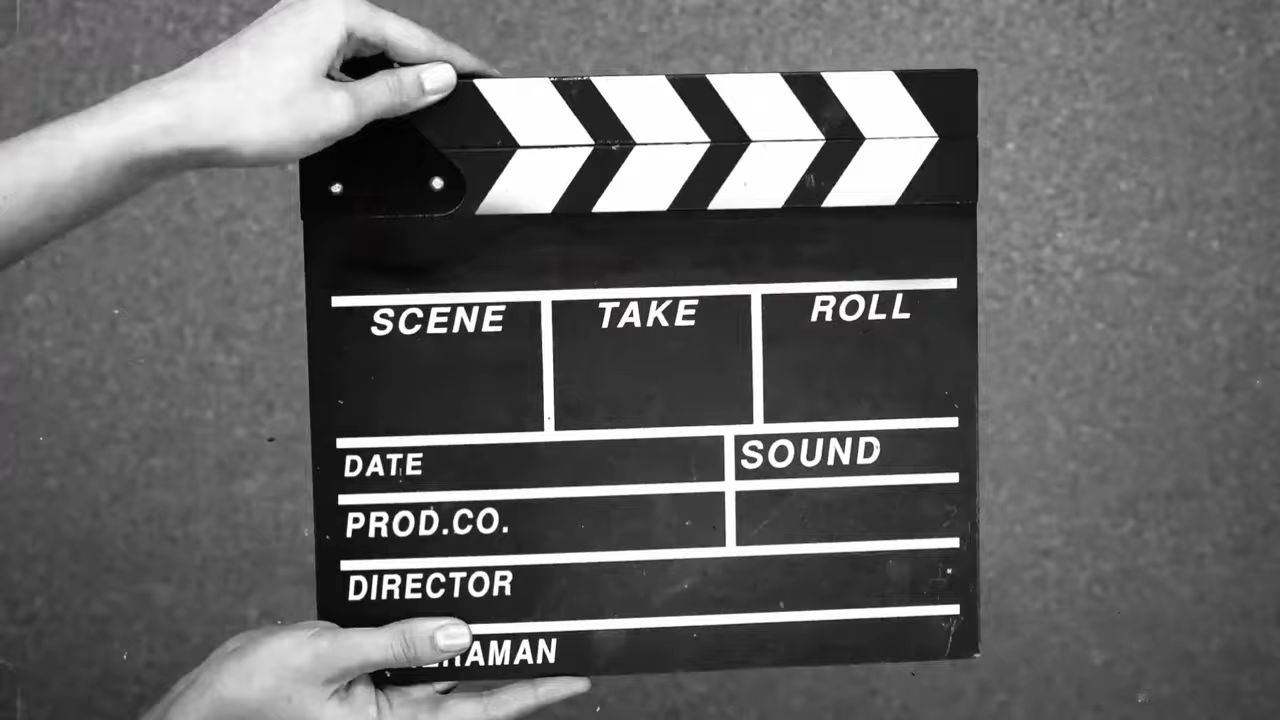 SCENE TAKE ROLL
DATE SOUND
PROD.CO.
DIRECTOR